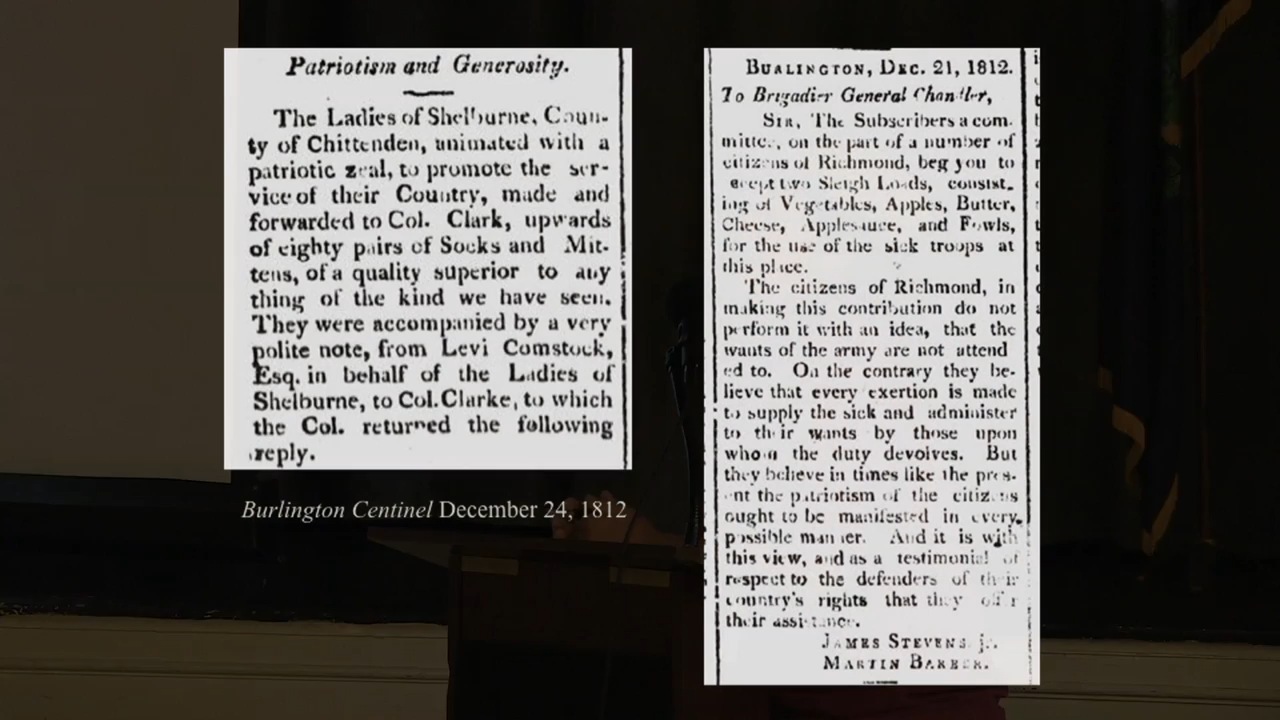 Patriotism and Generosity.
The Ladies of Shelburne, Coun-
ty of Chittenden, animated with a
patriotic zeal, to promote the ser-
vice of their Country, made and
forwarded to Col. Clark, upwards
of eighty pairs of Socks and Mit-
tens, of a quality superior to any
thing of the kind we have seen.
They were accompanied by a very
polite note, from Levi Comstock,
Esq. in behalf of the Ladies of
Shelburne, to Col. Clarke, to which
the Col. returned the following
reply.
Burlington Centinel December 24, 1812
BURLINGTON, DEC. 21, 1812.
To Brigadier General Chandler,
SIR, The Subscribers a com-
mittee, on the part of a number of
citizens of Richmond, beg you to
accept two Sleigh Loads, consist-
ing of Vegetables, Apples, Butter,
Cheese, Applesauce, and Fowls,
for the use of the sick troops at
this place.
The citizens of Richmond, in
making this contribution do not
perform it with an idea, that the
wants of the army are not attend
ed to. On the contrary they be-
lieve that every exertion is made
to supply the sick and administer
to their wants by those upon
whom the duty devolves. But
they believe in times like the pres-
ent the patriotism of the citizens
ought to be manifested in every
possible manner. And it is with
this view, and as a testimonial of
respect to the defenders of their
country's rights that they offer
their assistance.
JAMES STEVENS, jr.
MARTIN BARBER.